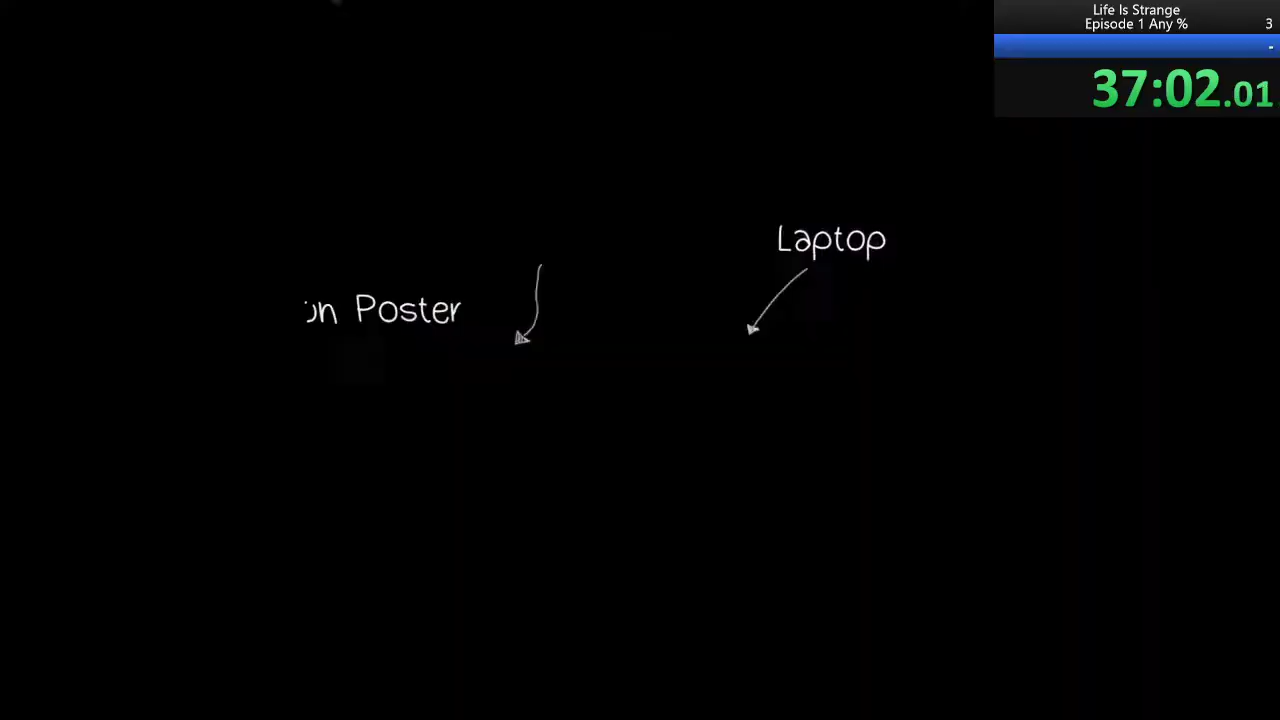 Life Is Strange
Episode 1 Any % 3
-
37:02.01
Laptop
Poster